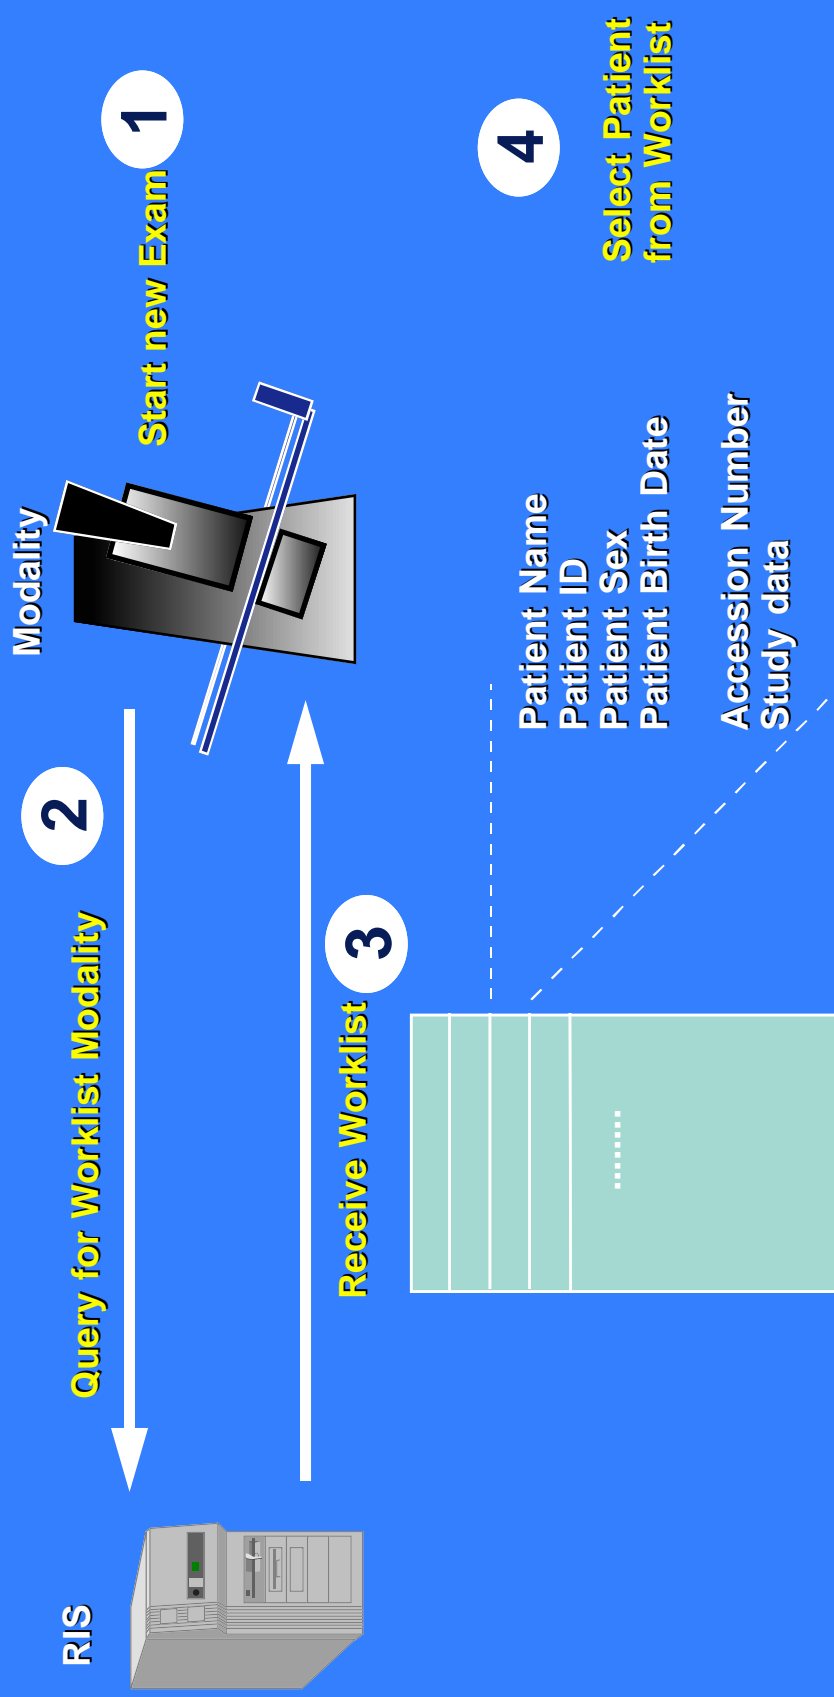 RIS
Modality
Query for Worklist Modality
2
Start new Exam
1
Receive Worklist
3
4
Patient Name
Patient ID
Patient Sex
Patient Birth Date
Accession Number
Study data
Select Patient
from Worklist
........